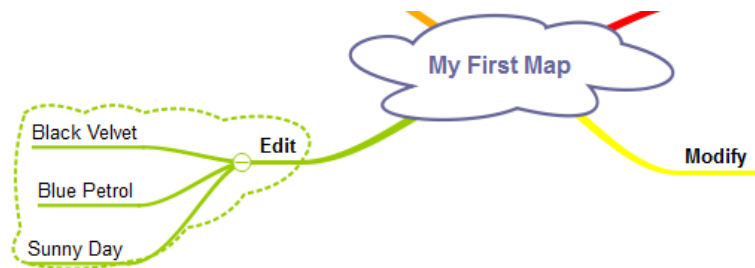 My First Map
Black Velvet
Edit
Modify
Blue Petrol
Sunny Day